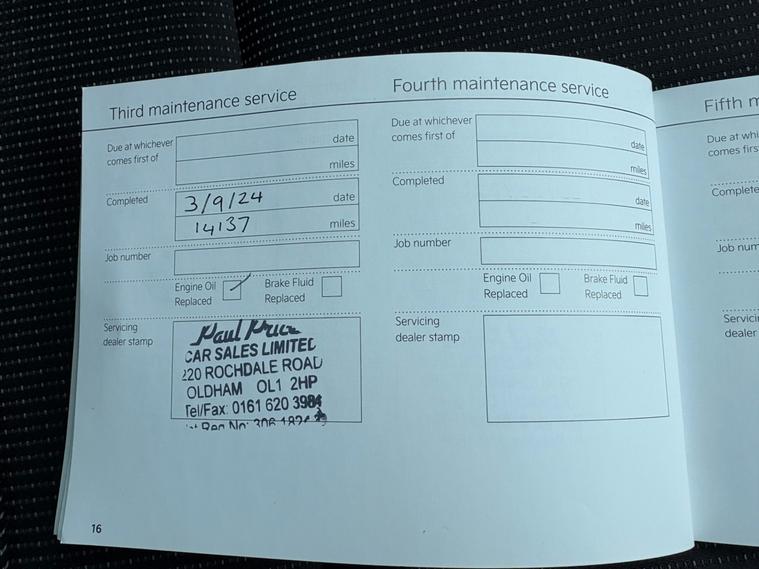 Third maintenance service
Due at whichever
comes first of
date
miles
Completed
3/9/24 date
14137 miles
Job number
Engine Oil
Replaced
Brake Fluid
Replaced
Servicing
dealer stamp
Paul Price
CAR SALES LIMITED
220 ROCHDALE ROAD
OLDHAM OL1 2HP
Tel/Fax: 0161 620 3984
Reg No: 306
16
Fourth maintenance service
Due at whichever
comes first of
date
miles
Completed
date
miles
Job number
Engine Oil
Replaced
Brake Fluid
Replaced
Servicing
dealer stamp
Fifth m
Due at whi
comes firs
Complete
Job num
Servici
dealer